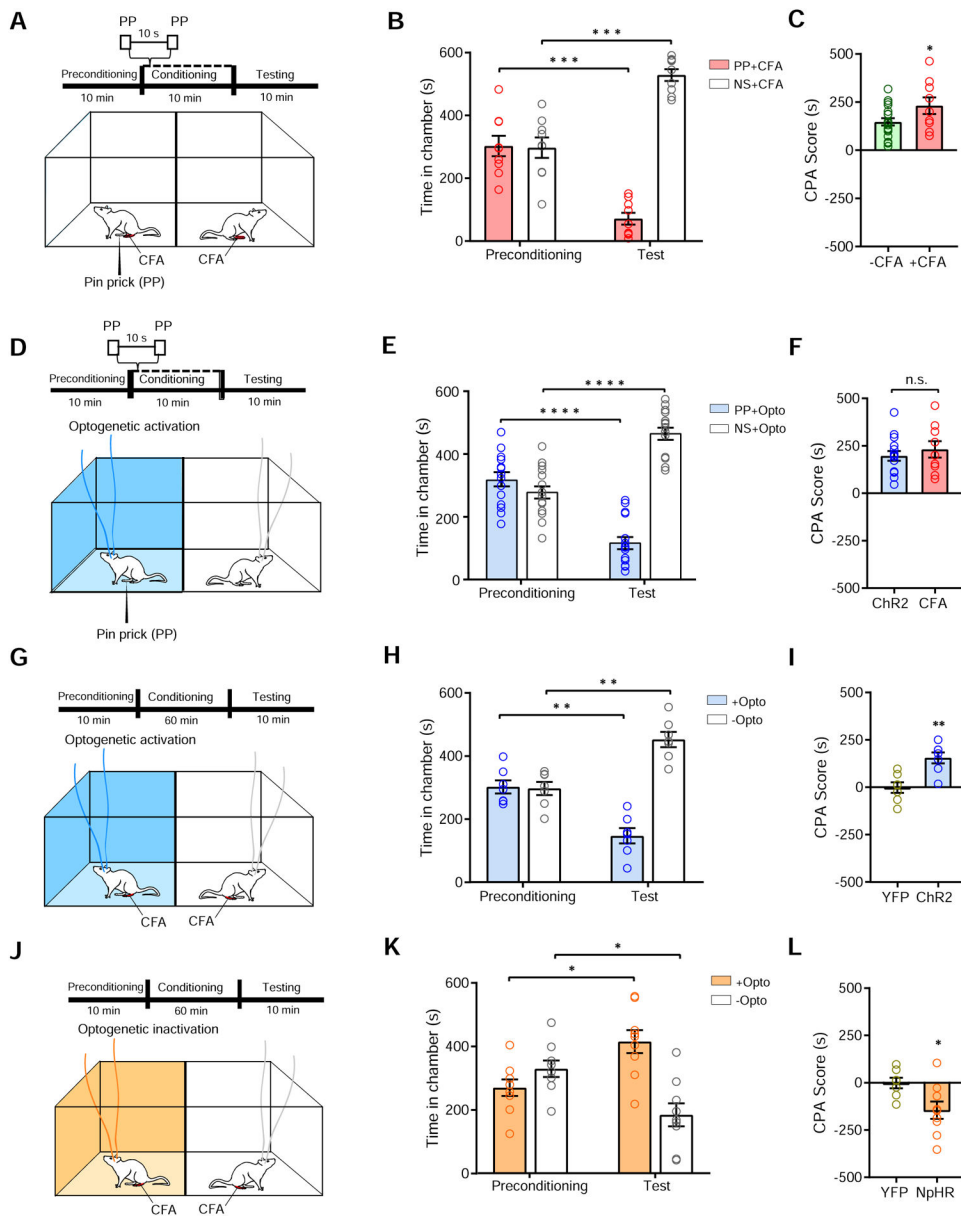 A
PP PP
10 s
Preconditioning Conditioning Testing
10 min 10 min 10 min
CFA CFA
Pin prick (PP)
B
* * *
* * *
PP+CFA
NS+CFA
Time in chamber (s)
600
400
200
0
Preconditioning Test
C
*
CPA Score (s)
500
250
0
-250
-500
-CFA +CFA
D
PP PP
10 s
Preconditioning Conditioning Testing
10 min 10 min 10 min
Optogenetic activation
Pin prick (PP)
E
* * * *
* * * *
PP+Opto
NS+Opto
Time in chamber (s)
600
400
200
0
Preconditioning Test
F
n.s.
CPA Score (s)
500
250
0
-250
-500
ChR2 CFA
G
Preconditioning Conditioning Testing
10 min 60 min 10 min
Optogenetic activation
CFA CFA
H
* *
* *
+Opto
-Opto
Time in chamber (s)
600
400
200
0
Preconditioning Test
I
**
CPA Score (s)
500
250
0
-250
-500
YFP ChR2
J
Preconditioning Conditioning Testing
10 min 60 min 10 min
Optogenetic inactivation
CFA CFA
K
*
*
+Opto
-Opto
Time in chamber (s)
600
400
200
0
Preconditioning Test
L
*
CPA Score (s)
500
250
0
-250
-500
YFP NpHR